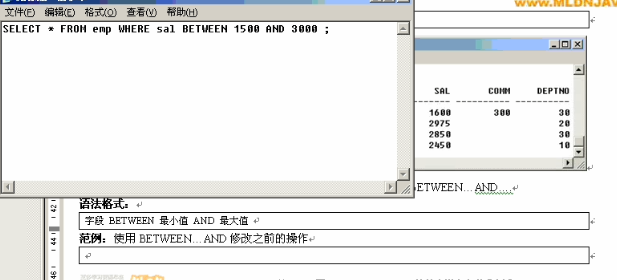 www.MLDNJAV
文件(F) 编辑(E) 格式(O) 查看(V) 帮助(H)
SELECT * FROM emp WHERE sal BETWEEN 1500 AND 3000 ;
SAL COMM DEPTNO
1600 300 30
2975 20
2850 30
2450 10
ETWEEN…AND….
语法格式：
字段 BETWEEN 最小值 AND 最大值
范例：使用 BETWEEN…AND 修改之前的操作
42
44
46